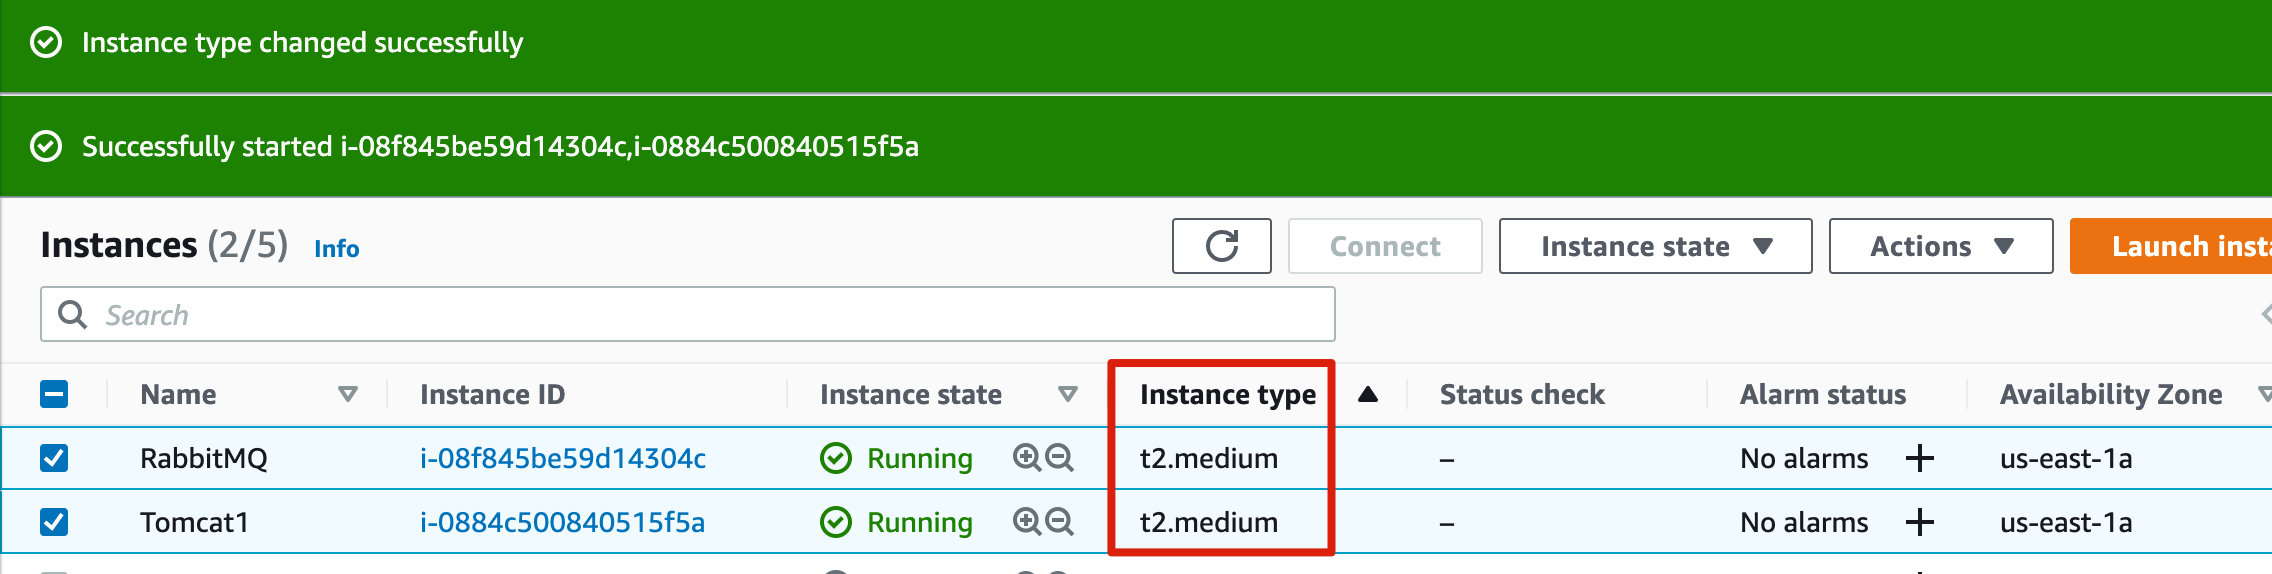 Instance type changed successfully
Successfully started i-08f845be59d14304c,i-0884c500840515f5a
Instances (2/5) Info
Connect Instance state Actions Launch insta
Search
Name Instance ID Instance state Instance type Status check Alarm status Availability Zone
RabbitMQ i-08f845be59d14304c Running t2.medium – No alarms + us-east-1a
Tomcat1 i-0884c500840515f5a Running t2.medium – No alarms + us-east-1a